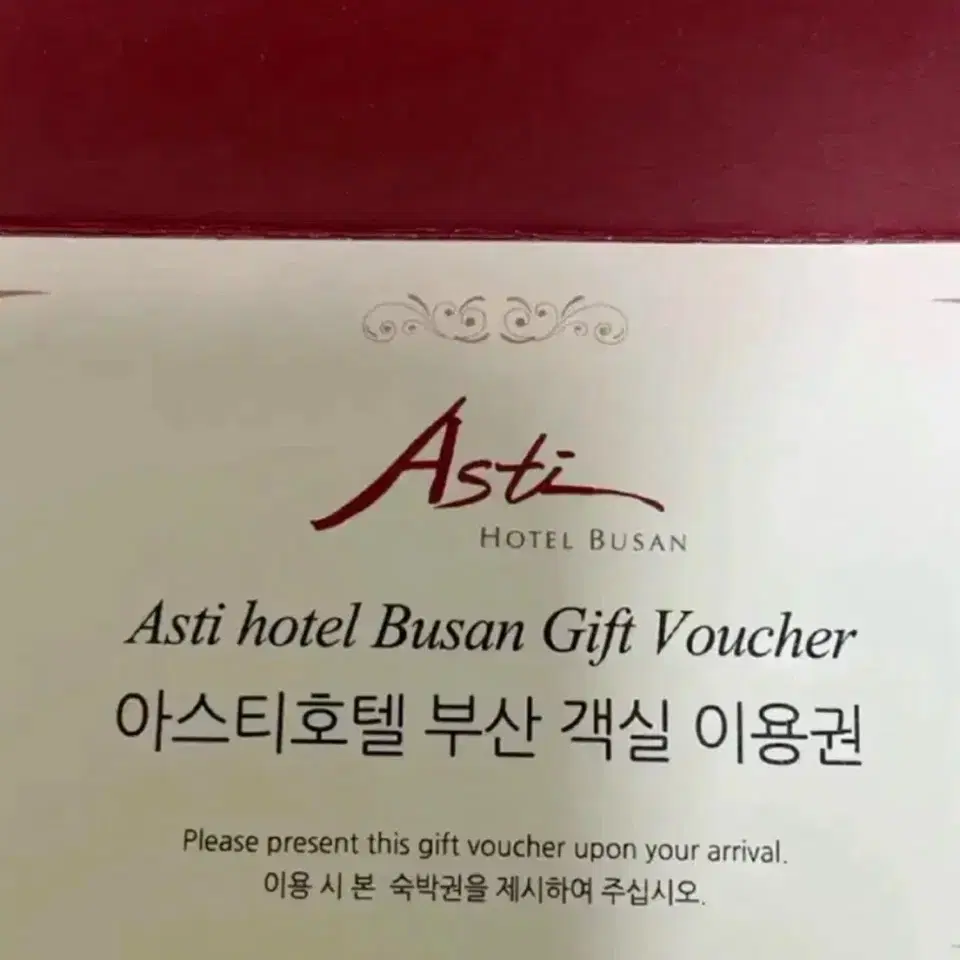 Asti
HOTEL BUSAN
Asti hotel Busan Gift Voucher
아스티호텔 부산 객실 이용권
Please present this gift voucher upon your arrival.
이용 시 본 숙박권을 제시하여 주십시오.